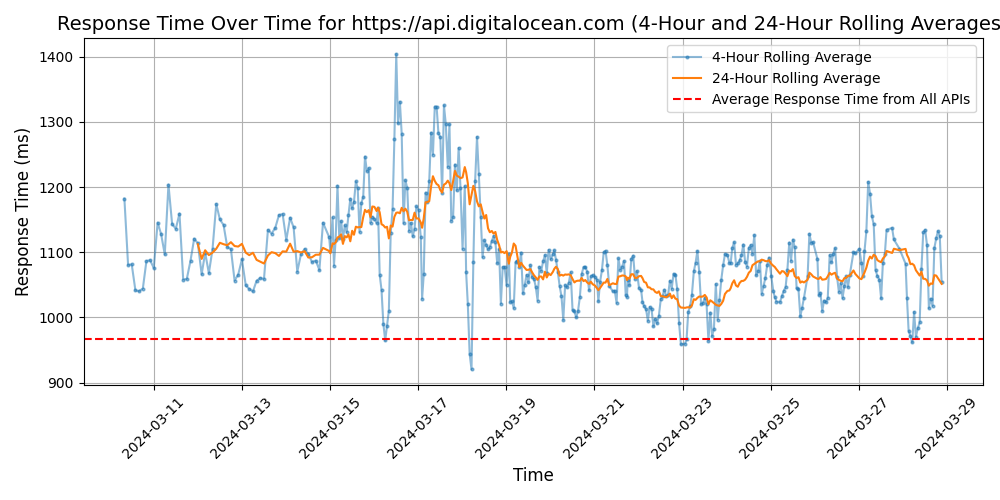 Response Time Over Time for https://api.digitalocean.com (4-Hour and 24-Hour Rolling Averages
4-Hour Rolling Average
24-Hour Rolling Average
Average Response Time from All APIs
Response Time (ms)
1400
1300
1200
1100
1000
900
2024-03-11
2024-03-13
2024-03-15
2024-03-17
2024-03-19
2024-03-21
2024-03-23
2024-03-25
2024-03-27
2024-03-29
Time